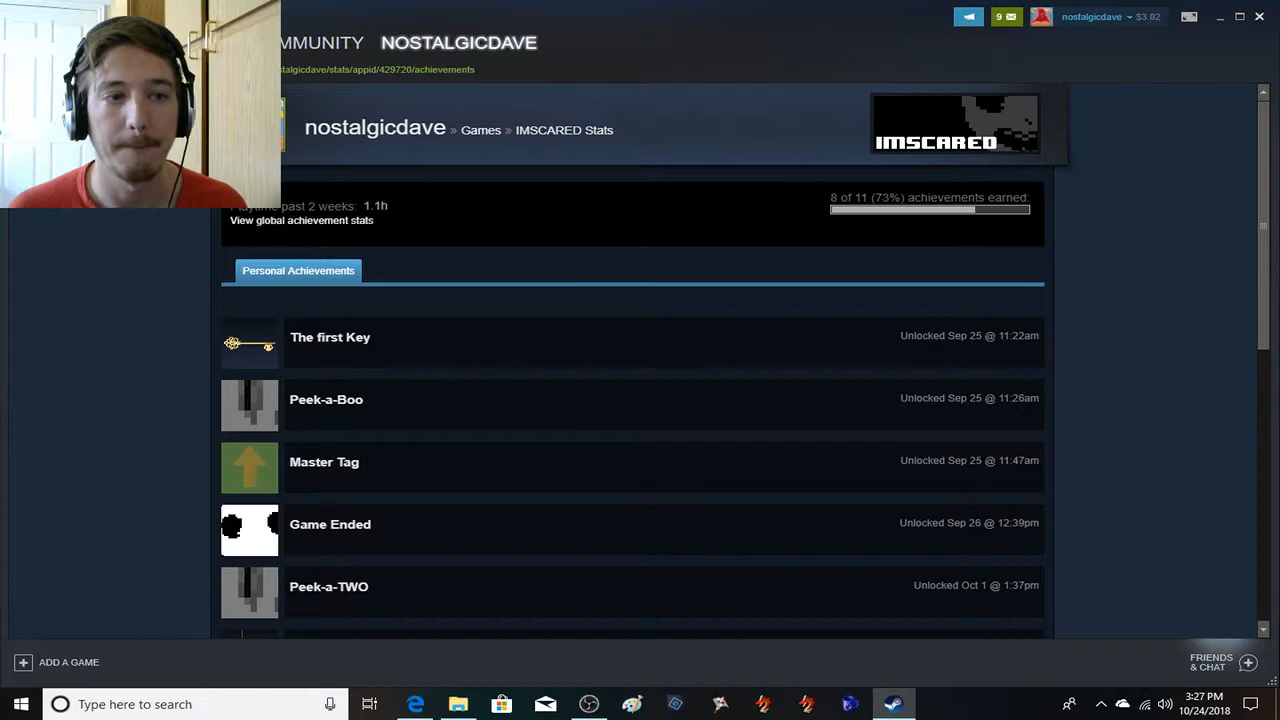 9
nostalgicdave
$3.02
MMUNITY NOSTALGICDAVE
stalgicdave/stats/appid/429720/achievements
nostalgicdave » Games » IMSCARED Stats
IMSCARED
Playtime past 2 weeks: 1.1h
View global achievement stats
8 of 11 (73%) achievements earned:
Personal Achievements
The first Key
Unlocked Sep 25 @ 11:22am
Peek-a-Boo
Unlocked Sep 25 @ 11:26am
Master Tag
Unlocked Sep 25 @ 11:47am
Game Ended
Unlocked Sep 26 @ 12:39pm
Peek-a-TWO
Unlocked Oct 1 @ 1:37pm
ADD A GAME
FRIENDS
& CHAT
Type here to search
3:27 PM
10/24/2018